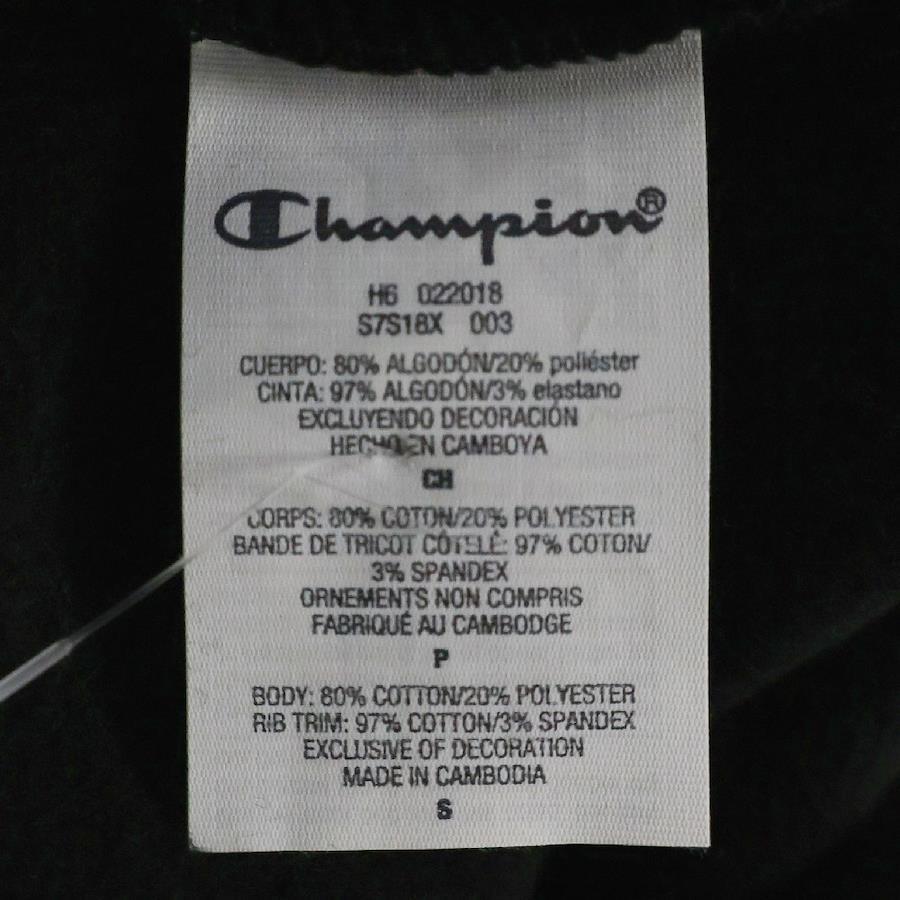 Champion®
H6 022018
S7S18X 003
CUERPO: 80% ALGODÓN/20% poliéster
CINTA: 97% ALGODÓN/3% elastano
EXCLUYENDO DECORACIÓN
HECHO EN CAMBOYA
CH
CORPS: 80% COTON/20% POLYESTER
BANDE DE TRICOT CÔTELÉ: 97% COTON/
3% SPANDEX
ORNEMENTS NON COMPRIS
FABRIQUÉ AU CAMBODGE
P
BODY: 80% COTTON/20% POLYESTER
RIB TRIM: 97% COTTON/3% SPANDEX
EXCLUSIVE OF DECORATION
MADE IN CAMBODIA
S